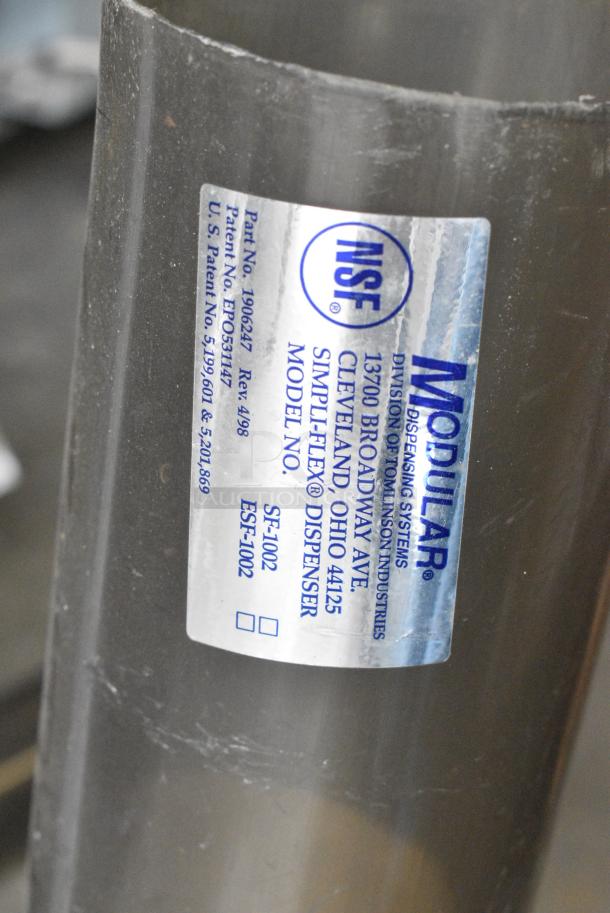 MODULAR®
DISPENSING SYSTEMS
DIVISION OF TOMLINSON INDUSTRIES
13700 BROADWAY AVE.
CLEVELAND, OHIO 44125
SIMPLI-FLEX® DISPENSER
MODEL NO.
SF-1002 □
ESF-1002 □
NSF®
Part No. 1906247 Rev. 4/98
Patent No. EPO531147
U. S. Patent No. 5,199,601 & 5,201,869